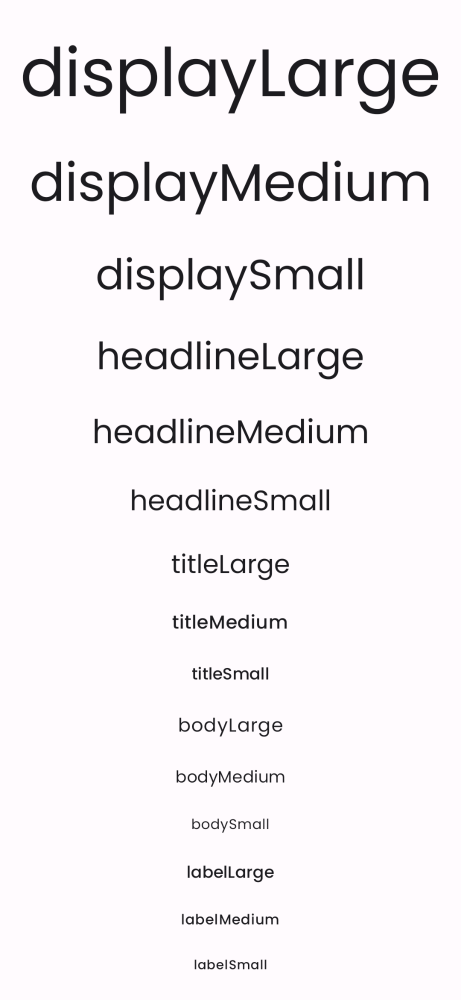 displayLarge
displayMedium
displaySmall
headlineLarge
headlineMedium
headlineSmall
titleLarge
titleMedium
titleSmall
bodyLarge
bodyMedium
bodySmall
labelLarge
labelMedium
labelSmall